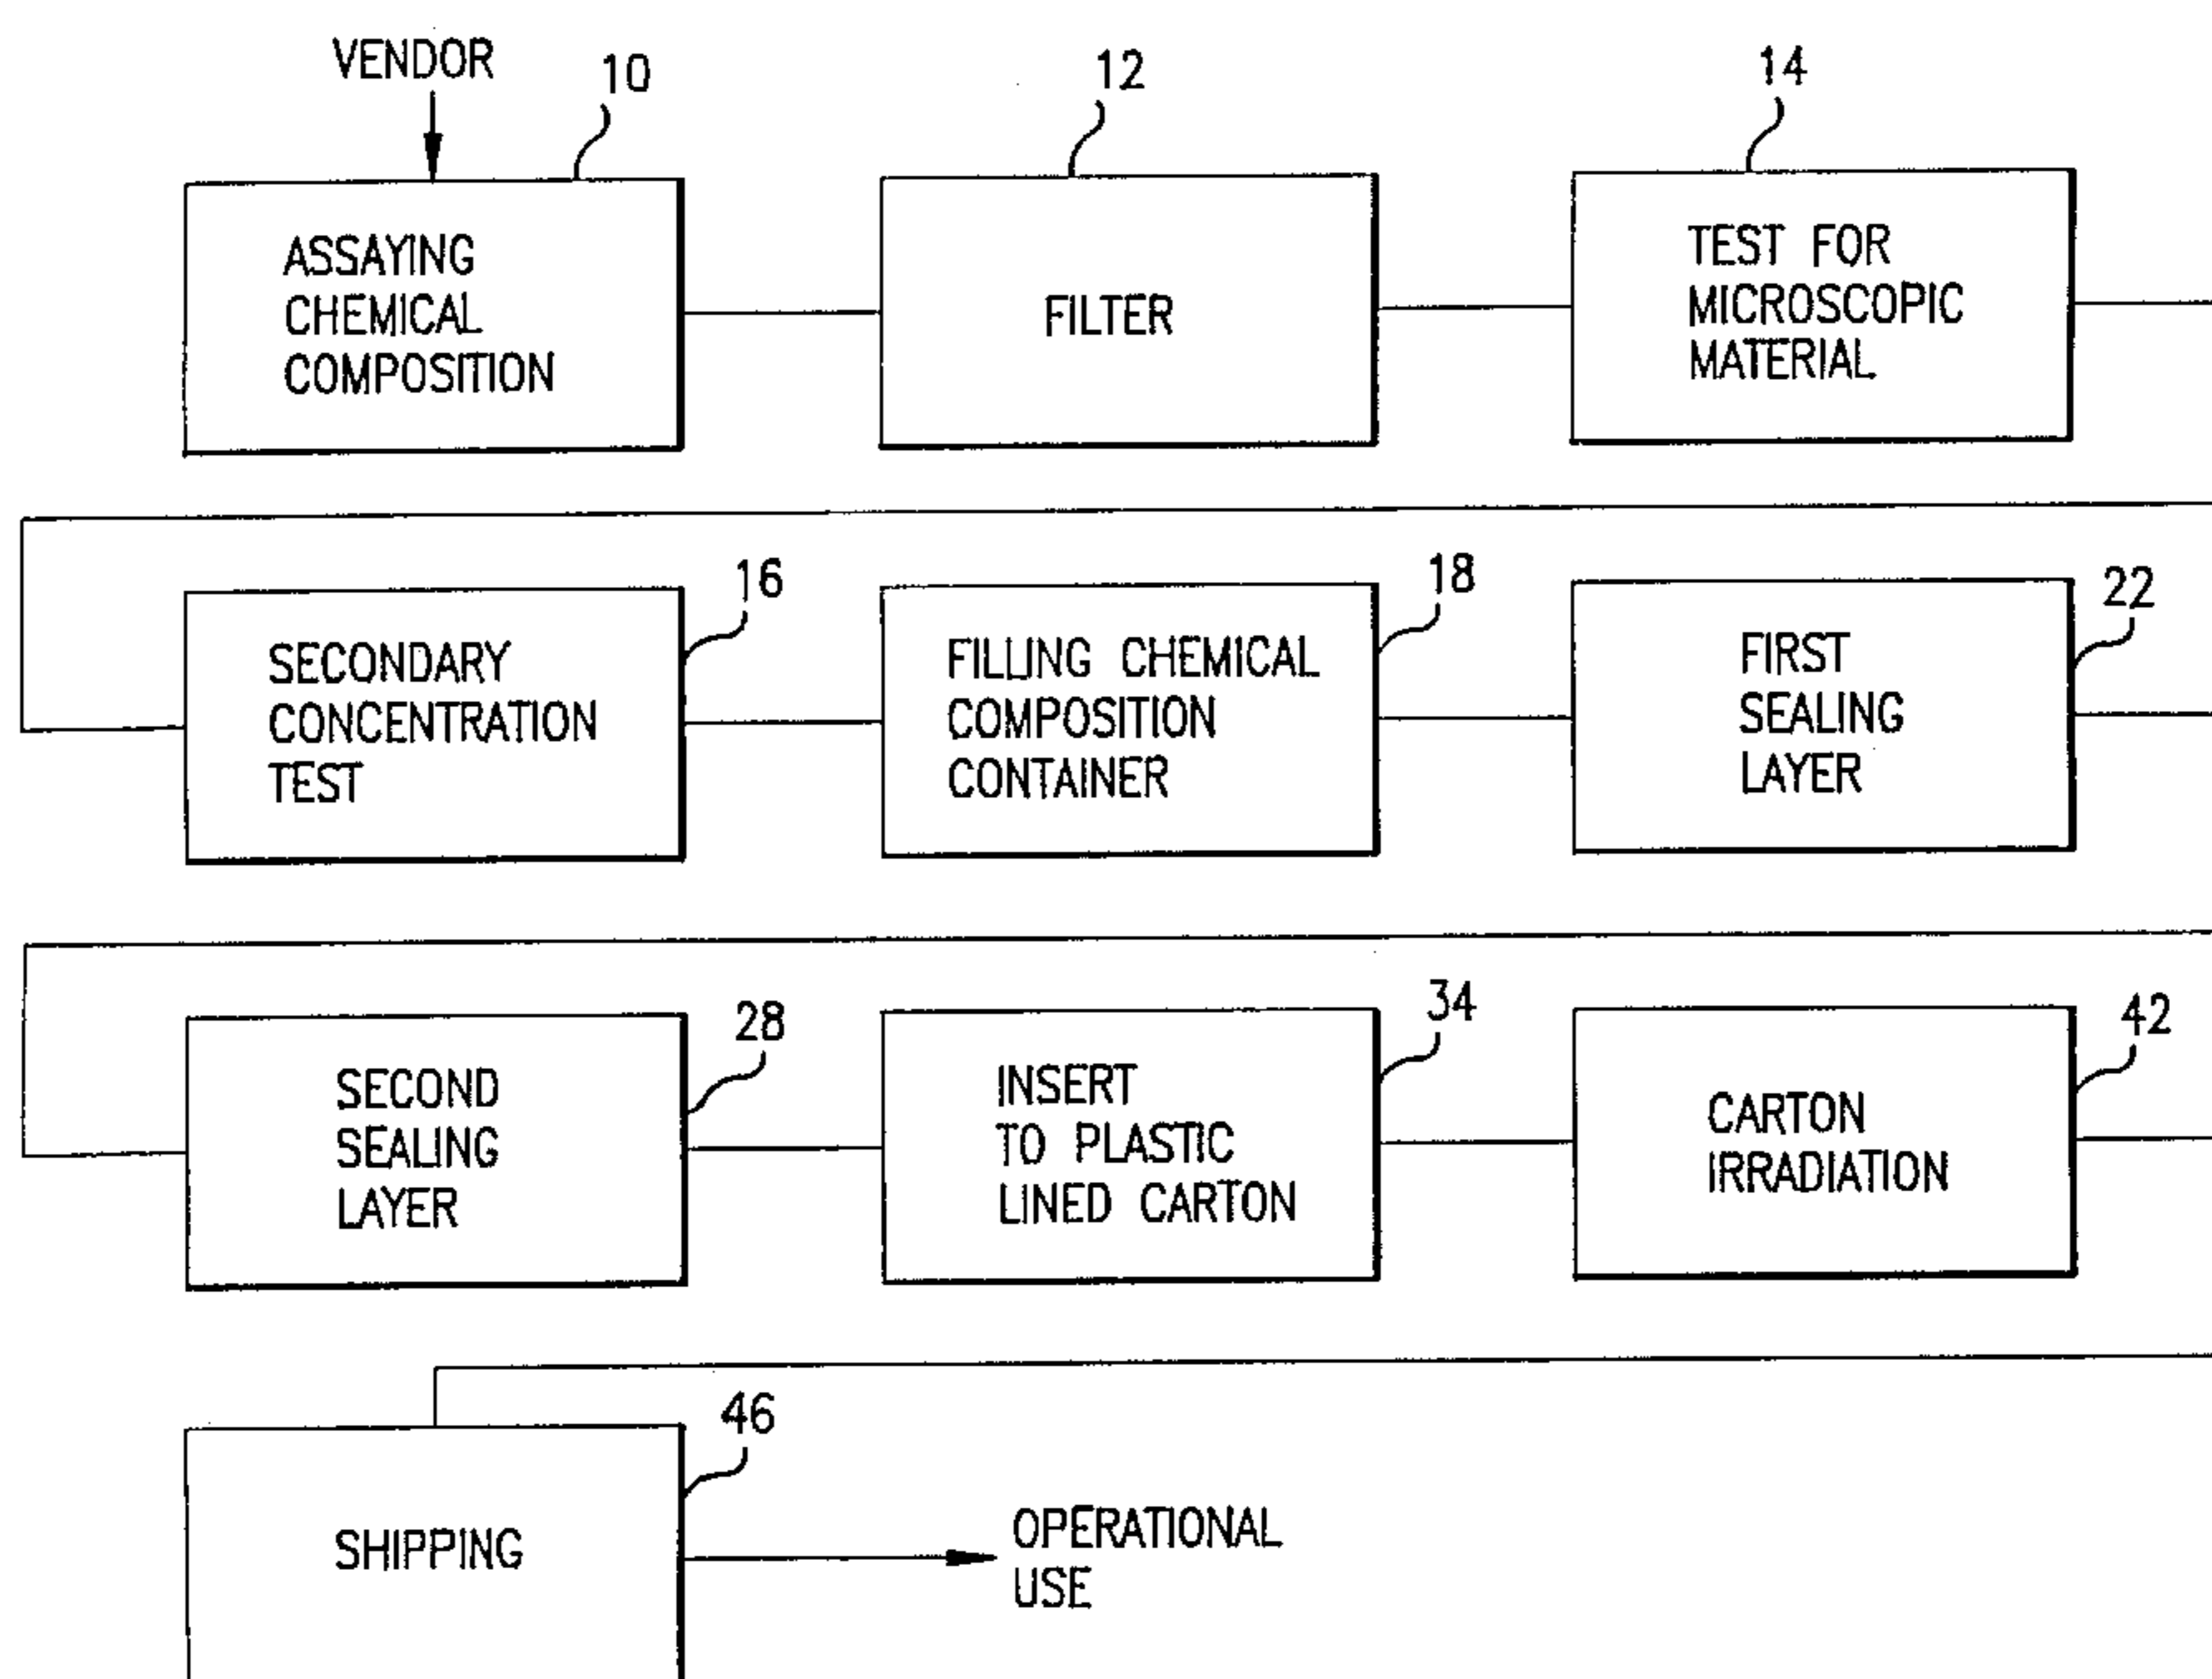 VENDOR
10
12
14
ASSAYING
CHEMICAL
COMPOSITION
FILTER
TEST FOR
MICROSCOPIC
MATERIAL
16
18
22
SECONDARY
CONCENTRATION
TEST
FILLING CHEMICAL
COMPOSITION
CONTAINER
FIRST
SEALING
LAYER
28
34
42
SECOND
SEALING
LAYER
INSERT
TO PLASTIC
LINED CARTON
CARTON
IRRADIATION
46
SHIPPING
OPERATIONAL
USE